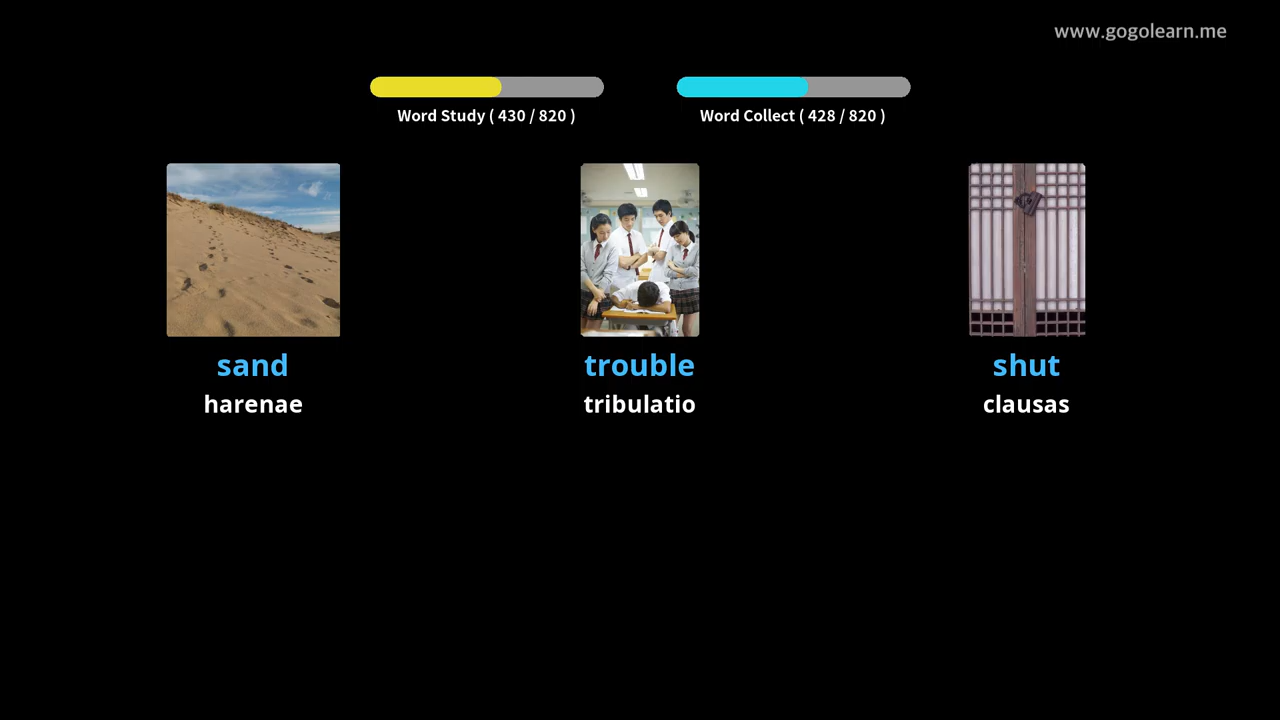 www.gogolearn.me
Word Study ( 430 / 820 )
Word Collect ( 428 / 820 )
sand
harenae
trouble
tribulatio
shut
clausas